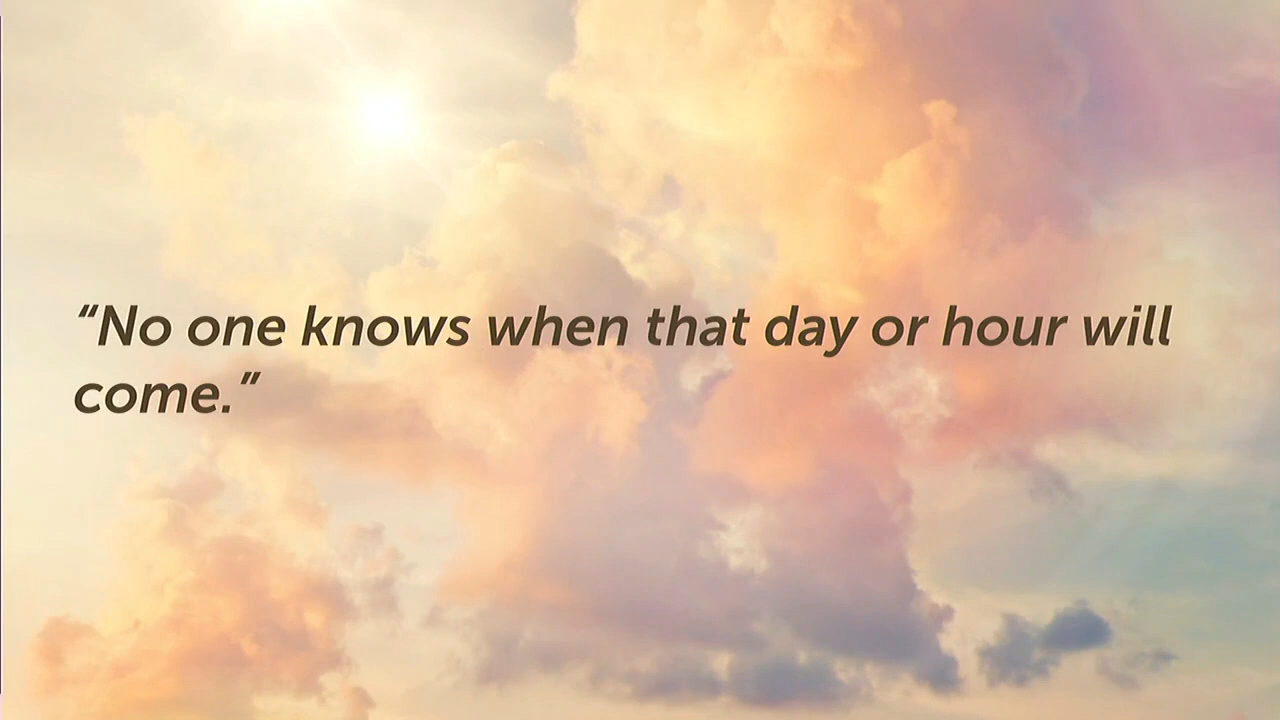 “No one knows when that day or hour will
come.”